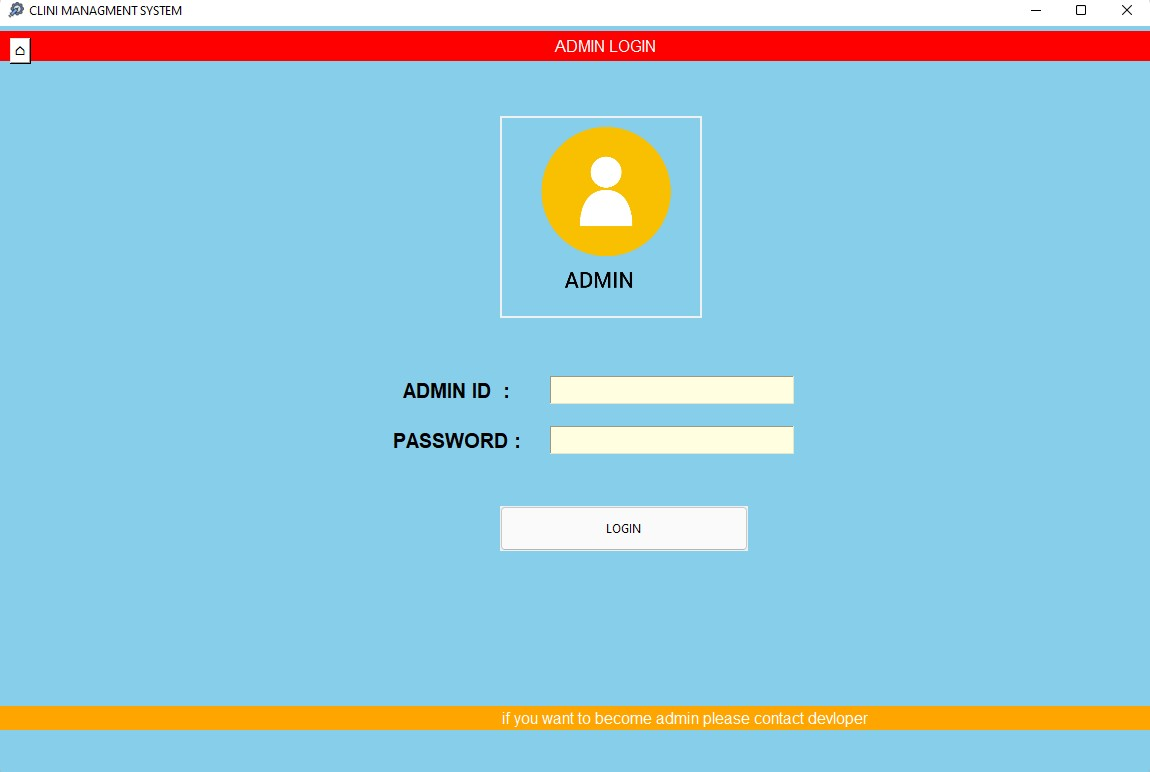 CLINI MANAGMENT SYSTEM
ADMIN LOGIN
ADMIN
ADMIN ID :
PASSWORD :
LOGIN
if you want to become admin please contact devloper